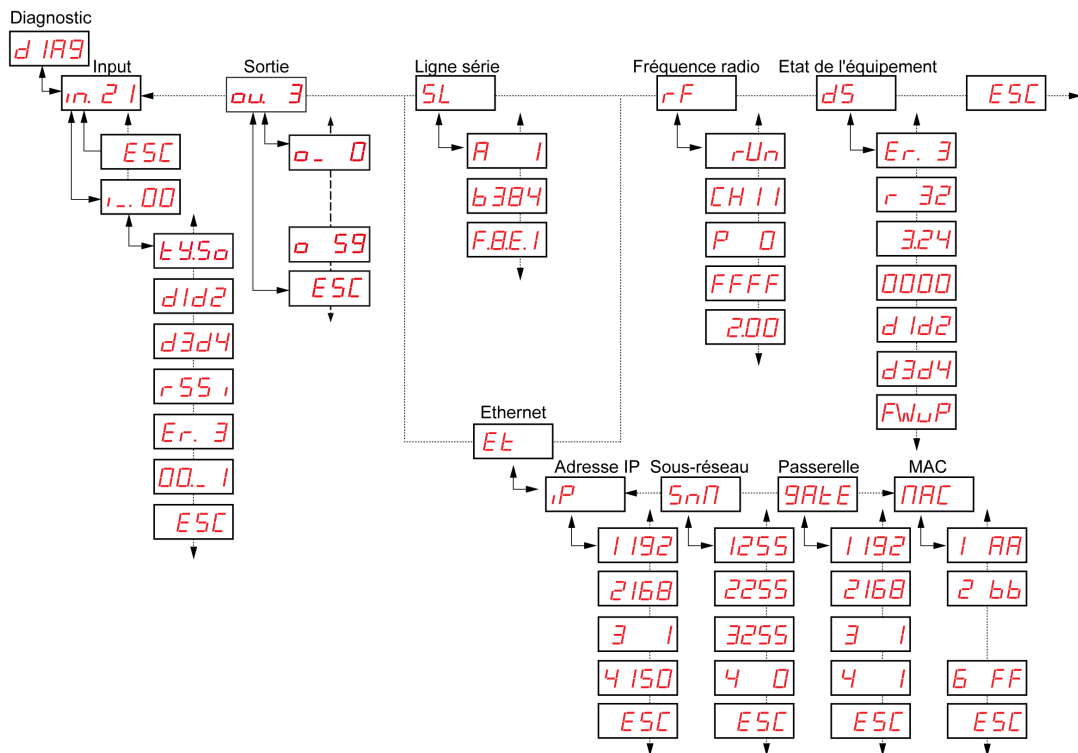 Diagnostic
dIAg
Input
in. 21
ESC
i_.00
tY.So
d1d2
d3d4
rSSi
Er. 3
00._ 1
ESC
Sortie
ou. 3
o_ 0
o 59
ESC
Ligne série
SL
A 1
b384
F.8.E.1
Fréquence radio
rF
rUn
CH11
P 0
FFFF
2.00
Etat de l'équipement
dS
Er. 3
r 32
3.24
0000
d1d2
d3d4
FWuP
ESC
Ethernet
Et
Adresse IP
iP
1 192
2168
3 1
4 150
ESC
Sous-réseau
SnM
1255
2255
3255
4 0
ESC
Passerelle
gAtE
1 192
2168
3 1
4 1
ESC
MAC
MAC
1 AA
2 bb
6 FF
ESC